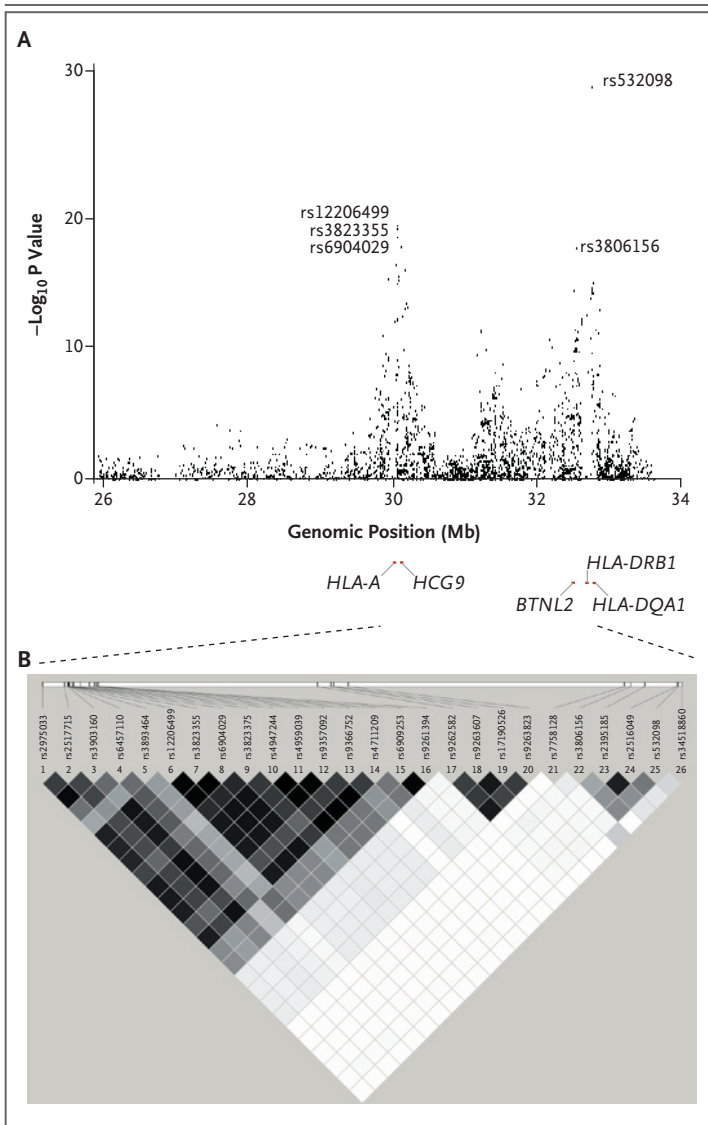 A
30
20
10
0
−Log10 P Value
rs532098
rs12206499
rs3823355
rs6904029
rs3806156
26
28
30
32
34
Genomic Position (Mb)
HLA-DRB1
HLA-A
HCG9
BTNL2
HLA-DQA1
B
rs2975033
rs2517715
rs3903160
rs6457110
rs3893464
rs12206499
rs3823355
rs6904029
rs3823375
rs4947244
rs4959039
rs9357092
rs9366752
rs4711209
rs6909253
rs9261394
rs9262582
rs9263607
rs17190526
rs9263823
rs7758128
rs3806156
rs2395185
rs2516049
rs532098
rs34518860
1 2 3 4 5 6 7 8 9 10 11 12 13 14 15 16 17 18 19 20 21 22 23 24 25 26